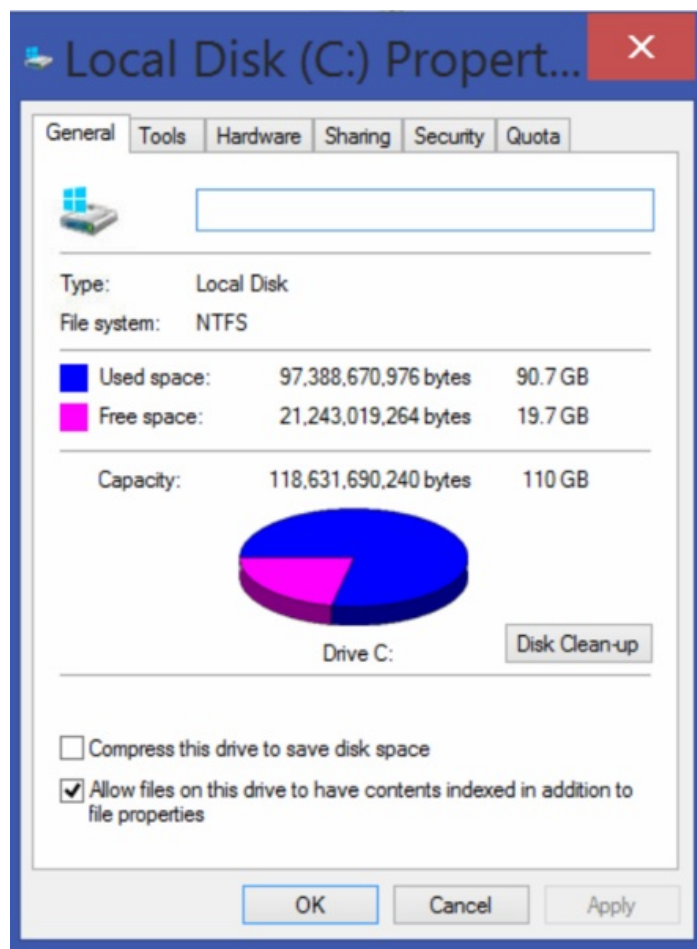 Local Disk (C:) Propert...
General Tools Hardware Sharing Security Quota
Type: Local Disk
File system: NTFS
Used space: 97,388,670,976 bytes 90.7 GB
Free space: 21,243,019,264 bytes 19.7 GB
Capacity: 118,631,690,240 bytes 110 GB
Drive C:
Disk Clean-up
Compress this drive to save disk space
Allow files on this drive to have contents indexed in addition to
file properties
OK Cancel Apply